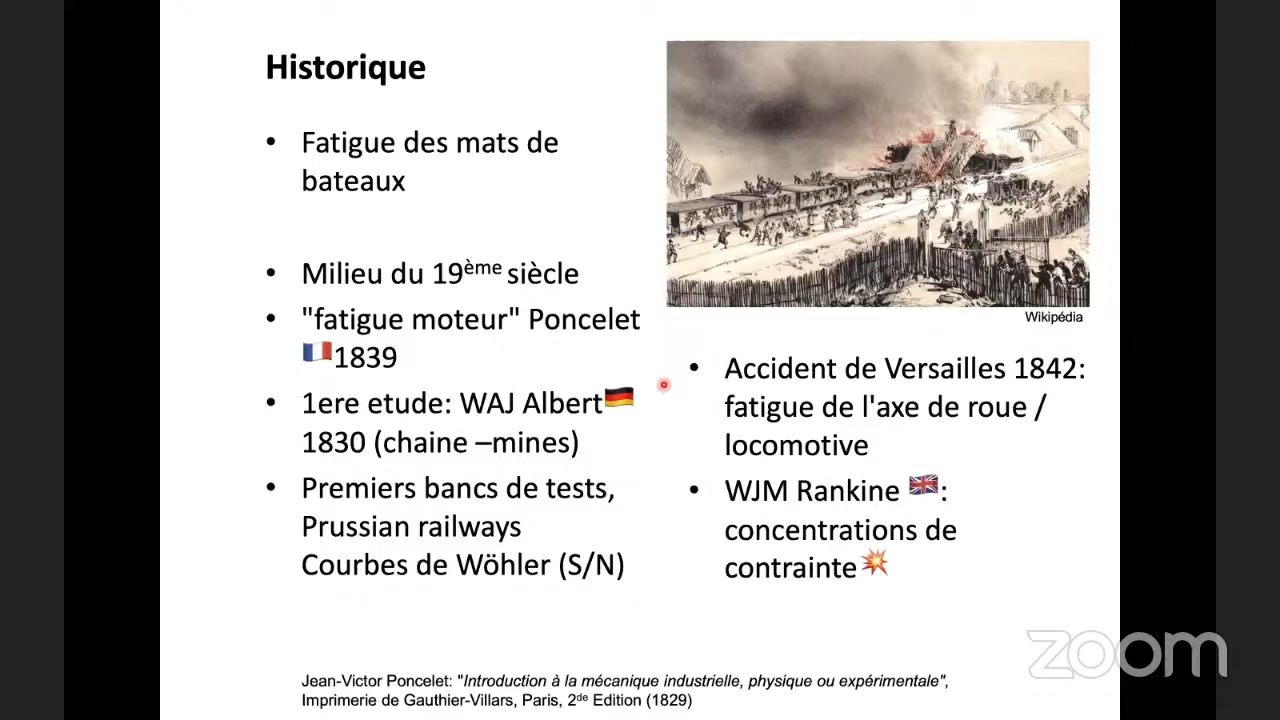 Historique
• Fatigue des mats de
bateaux
• Milieu du 19ème siècle
• "fatigue moteur" Poncelet
🇫🇷1839
• 1ere etude: WAJ Albert🇩🇪
1830 (chaine –mines)
• Premiers bancs de tests,
Prussian railways
Courbes de Wöhler (S/N)
Wikipédia
• Accident de Versailles 1842:
fatigue de l'axe de roue /
locomotive
• WJM Rankine 🇬🇧:
concentrations de
contrainte💥
Jean-Victor Poncelet: "Introduction à la mécanique industrielle, physique ou expérimentale",
Imprimerie de Gauthier-Villars, Paris, 2de Edition (1829)
zoom